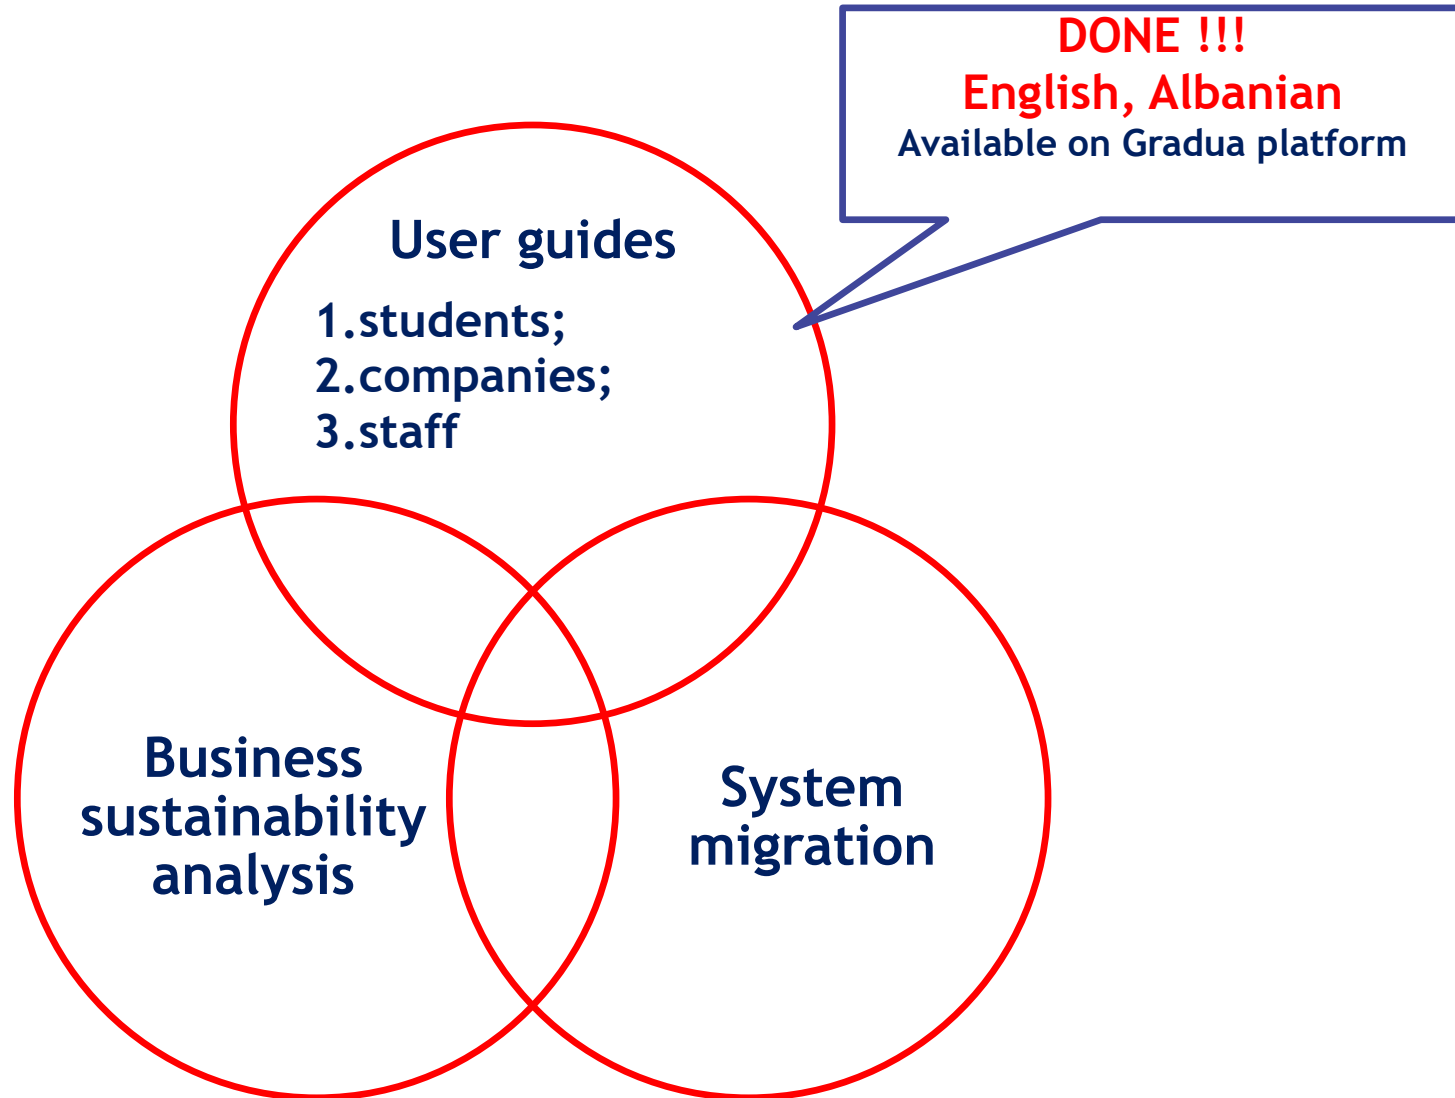 DONE !!!
English, Albanian
Available on Gradua platform
User guides
1.students;
2.companies;
3.staff
Business
sustainability
analysis
System
migration